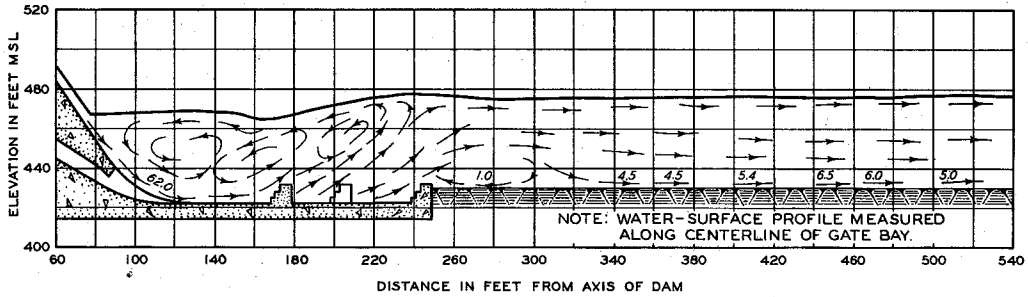 520
480
440
400
ELEVATION IN FEET MSL
62.0
1.0 4.5 4.5 5.4 6.5 6.0 5.0
NOTE: WATER-SURFACE PROFILE MEASURED
ALONG CENTERLINE OF GATE BAY.
60 100 140 180 220 260 300 340 380 420 460 500 540
DISTANCE IN FEET FROM AXIS OF DAM